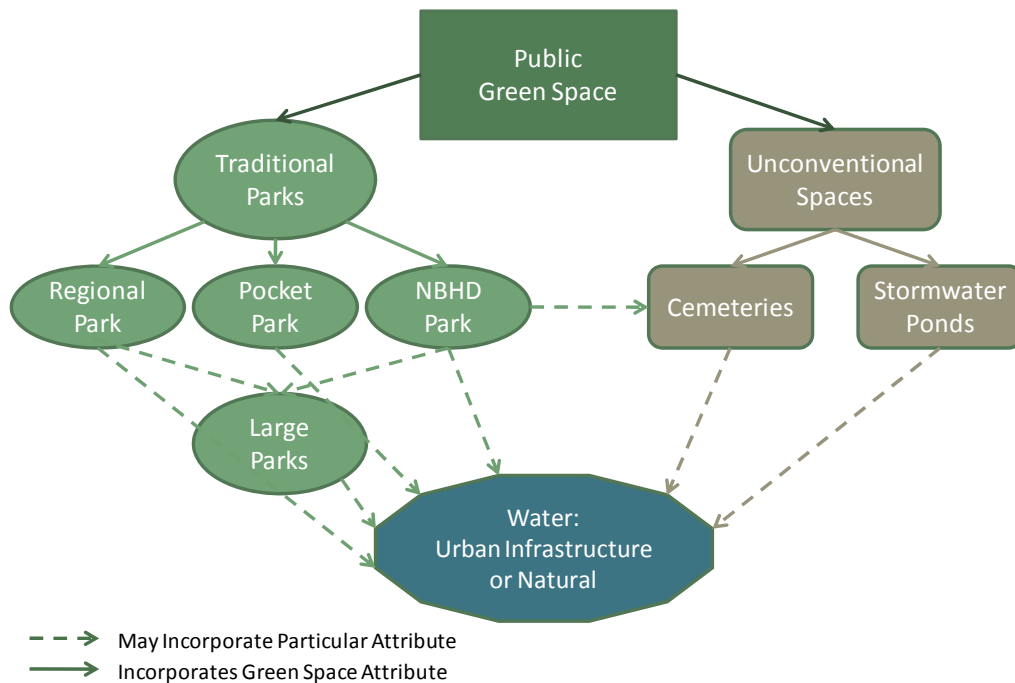 Public
Green Space
Traditional
Parks
Unconventional
Spaces
Regional
Park
Pocket
Park
NBHD
Park
Cemeteries
Stormwater
Ponds
Large
Parks
Water:
Urban Infrastructure
or Natural
May Incorporate Particular Attribute
Incorporates Green Space Attribute